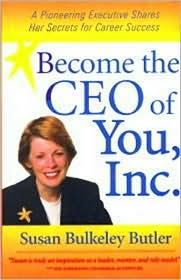 A Pioneering Executive Shares
Her Secrets for Career Success
Become the
CEO of
You,
Inc.
Susan Bulkeley Butler
"Susan is truly an inspiration as a leader, mentor, and role model."